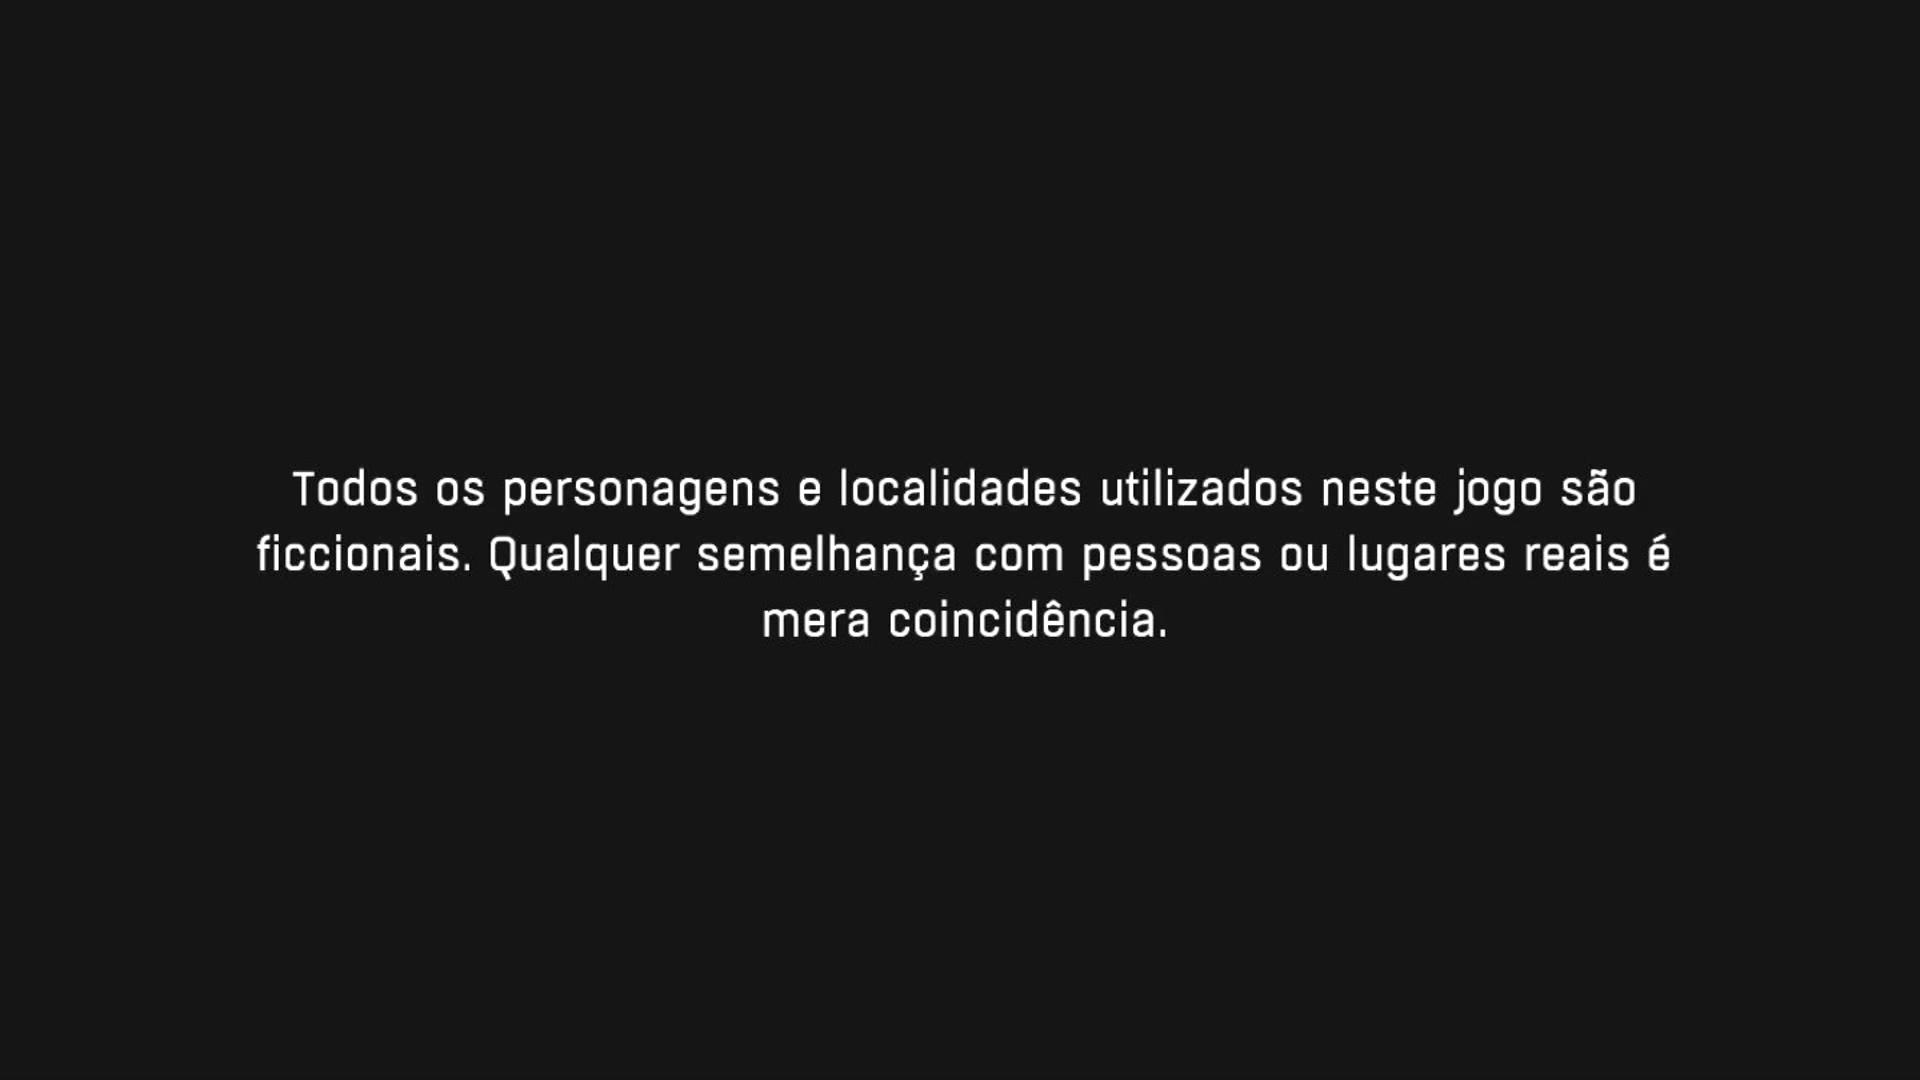 Todos os personagens e localidades utilizados neste jogo são
ficcionais. Qualquer semelhança com pessoas ou lugares reais é
mera coincidência.